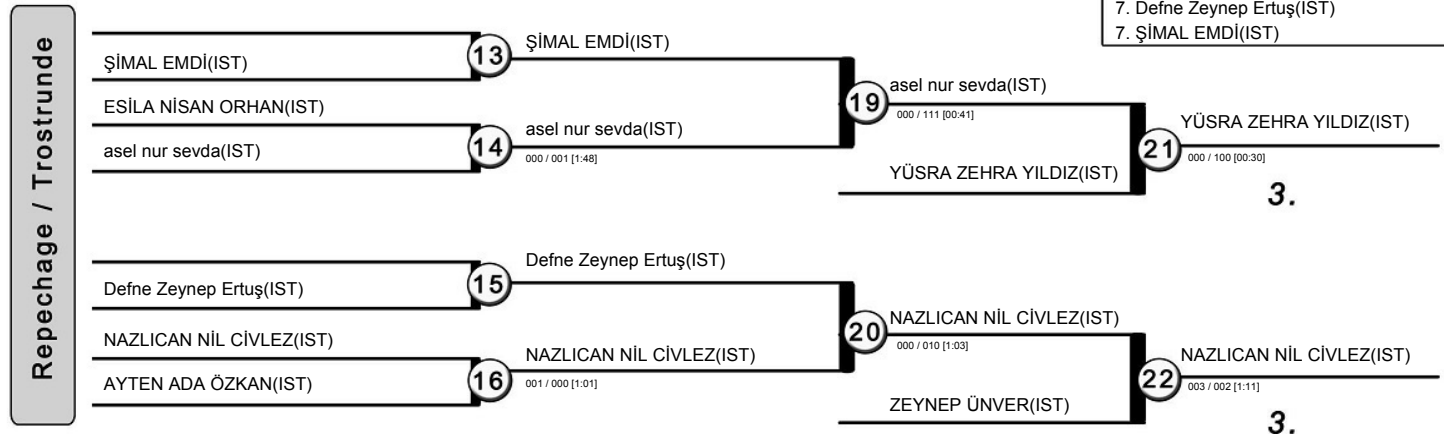 7. Defne Zeynep Ertuş(IST)
7. ŞİMAL EMDİ(IST)
Repechage / Trostrunde
ŞİMAL EMDİ(IST)
13
ŞİMAL EMDİ(IST)
ESİLA NİSAN ORHAN(IST)
asel nur sevda(IST)
14
asel nur sevda(IST)
000 / 001 [1:48]
19
asel nur sevda(IST)
000 / 111 [00:41]
YÜSRA ZEHRA YILDIZ(IST)
21
YÜSRA ZEHRA YILDIZ(IST)
000 / 100 [00:30]
3.
Defne Zeynep Ertuş(IST)
15
Defne Zeynep Ertuş(IST)
NAZLICAN NİL CİVLEZ(IST)
AYTEN ADA ÖZKAN(IST)
16
NAZLICAN NİL CİVLEZ(IST)
001 / 000 [1:01]
20
NAZLICAN NİL CİVLEZ(IST)
000 / 010 [1:03]
ZEYNEP ÜNVER(IST)
22
NAZLICAN NİL CİVLEZ(IST)
003 / 002 [1:11]
3.